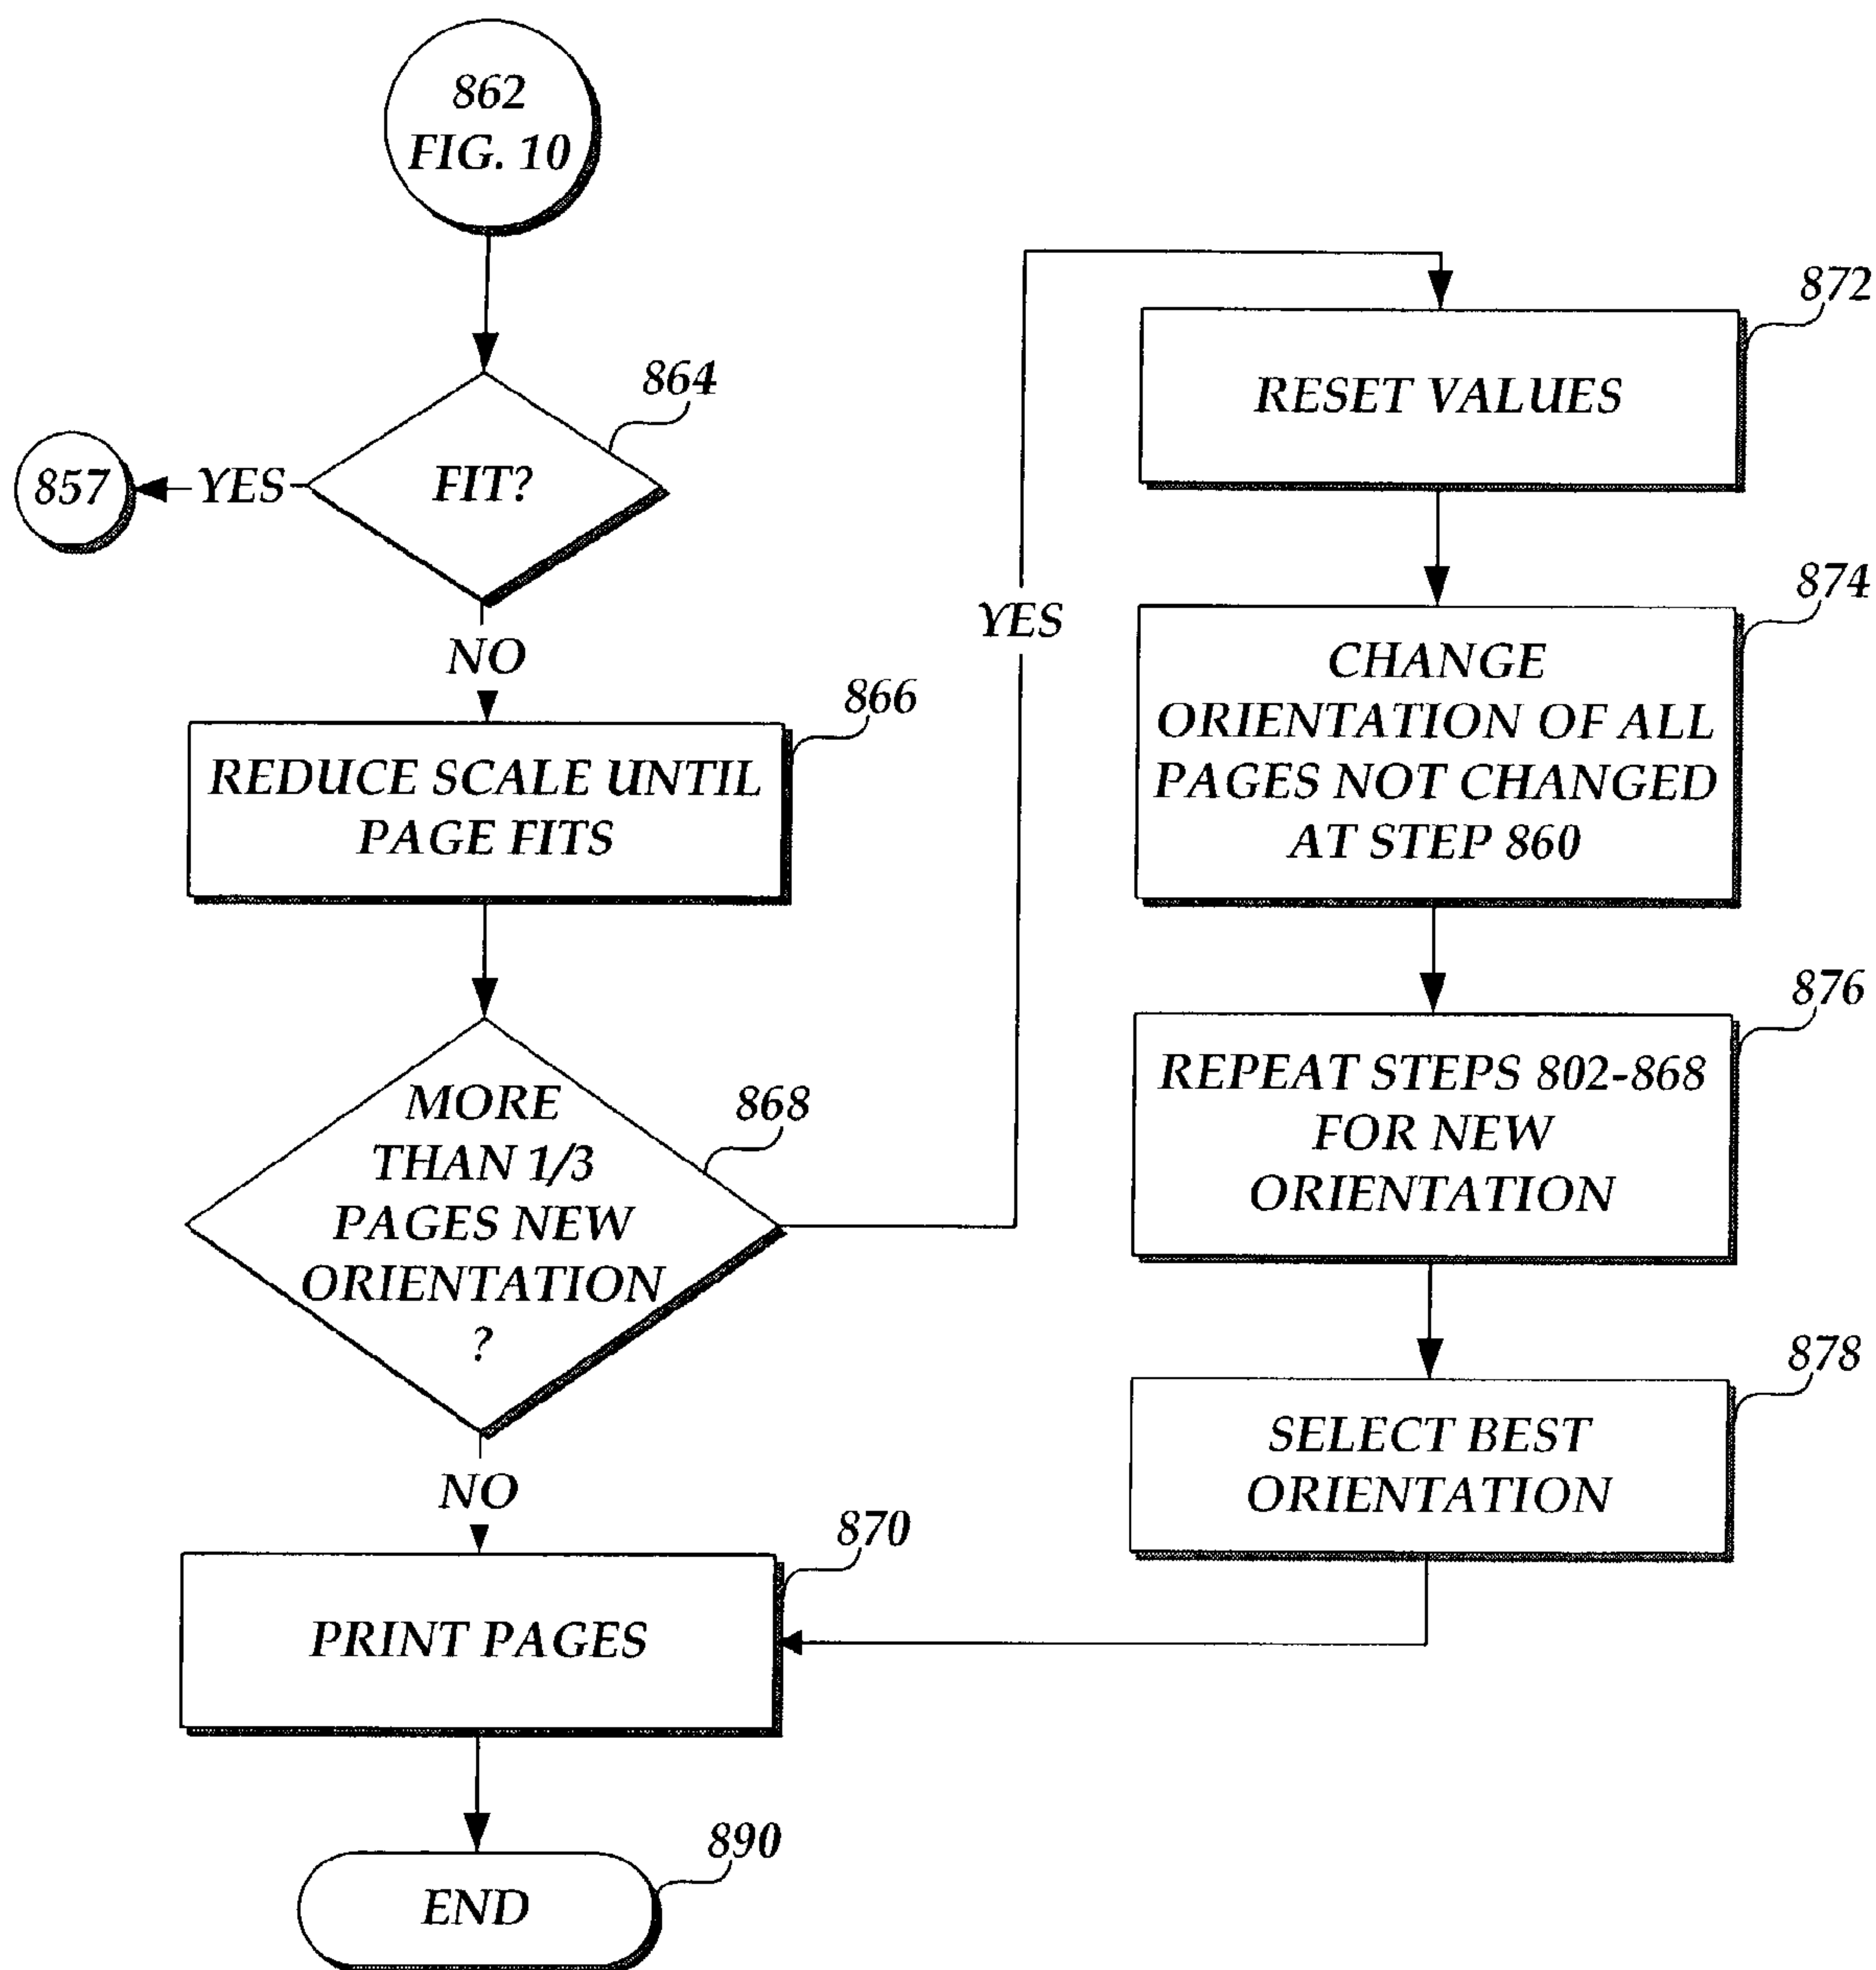 862
FIG. 10
864
FIT?
YES
857
NO
866
REDUCE SCALE UNTIL
PAGE FITS
868
MORE
THAN 1/3
PAGES NEW
ORIENTATION
?
YES
NO
870
PRINT PAGES
890
END
872
RESET VALUES
874
CHANGE
ORIENTATION OF ALL
PAGES NOT CHANGED
AT STEP 860
876
REPEAT STEPS 802-868
FOR NEW
ORIENTATION
878
SELECT BEST
ORIENTATION